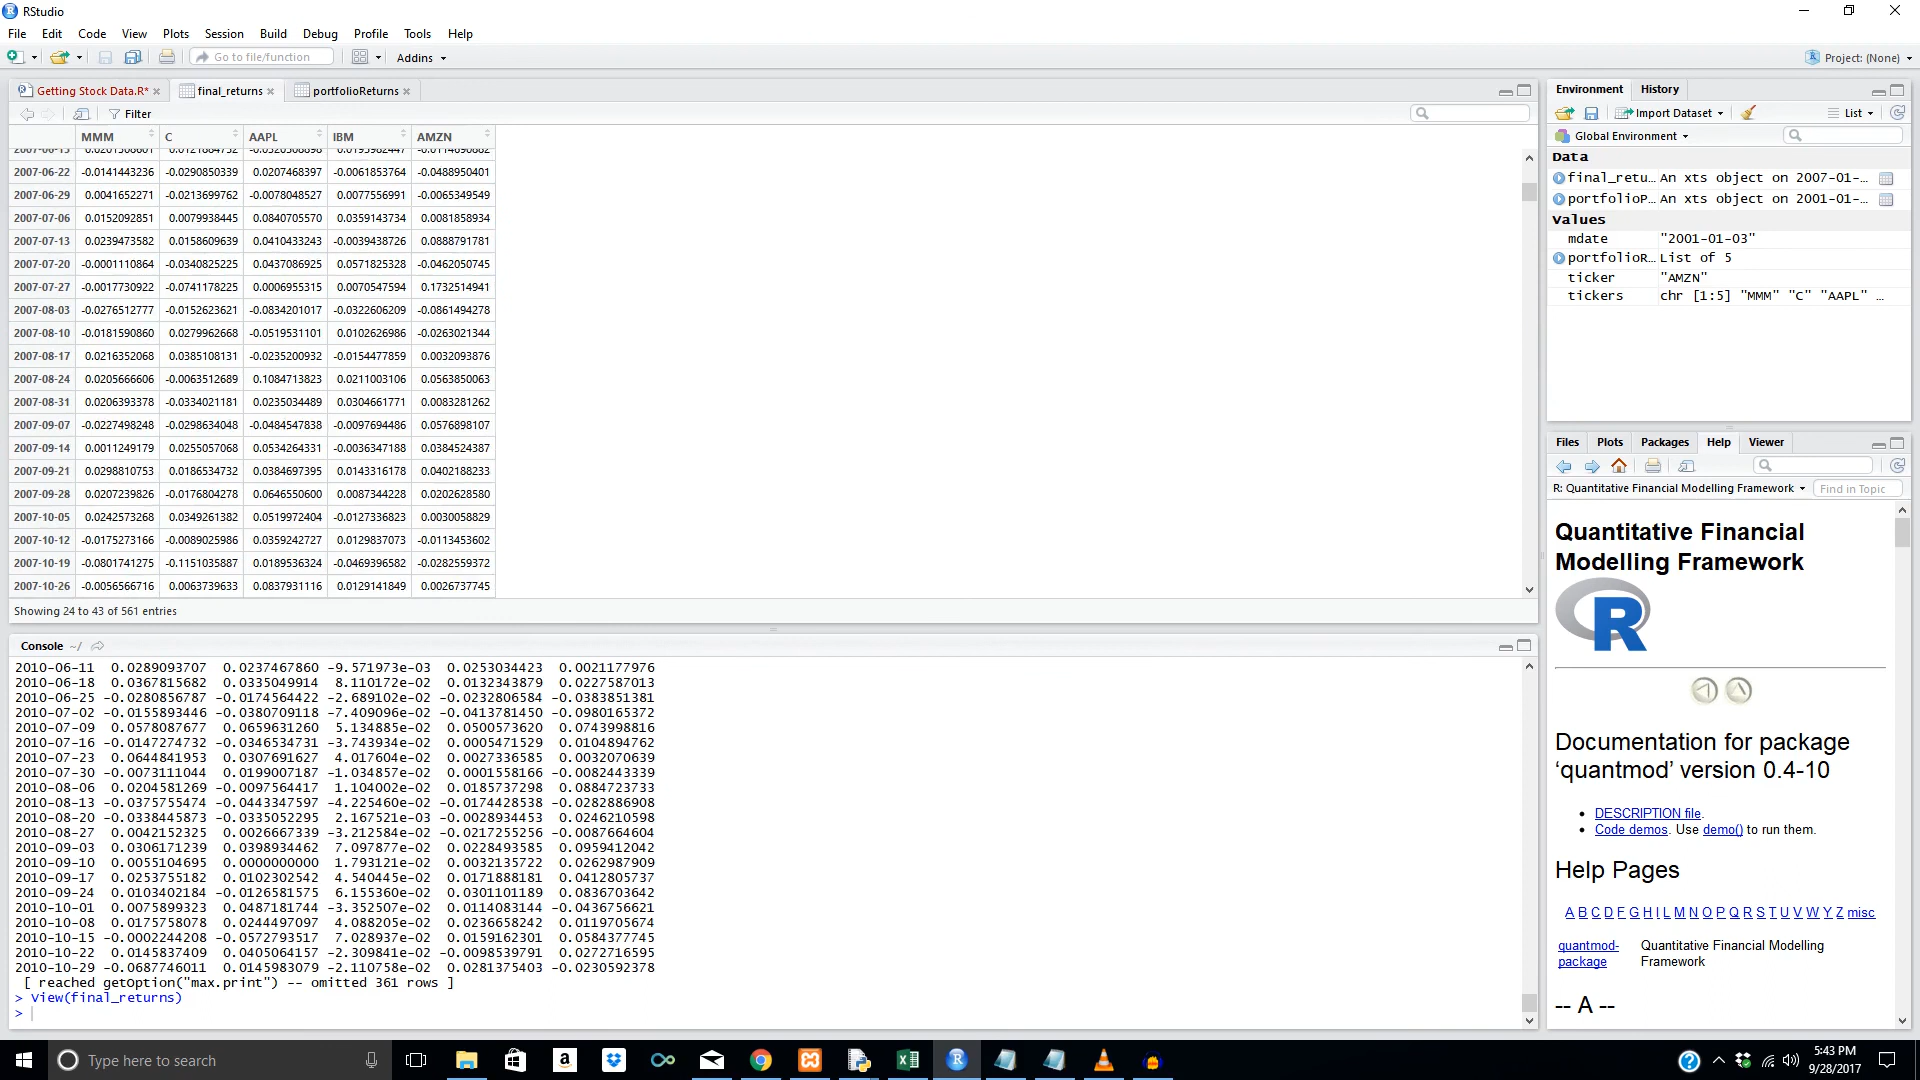 RStudio
File Edit Code View Plots Session Build Debug Profile Tools Help
Go to file/function Addins Project: (None)
Getting Stock Data.R* final_returns portfolioReturns
Filter
MMM C AAPL IBM AMZN
2007-06-22 -0.0141443236 -0.0290850339 0.0207468397 -0.0061853764 -0.0488950401
2007-06-29 0.0041652271 -0.0213699762 -0.0078048527 0.0077556991 -0.0065349549
2007-07-06 0.0152092851 0.0079938445 0.0840705570 0.0359143734 0.0081858934
2007-07-13 0.0239473582 0.0158609639 0.0410433243 -0.0039438726 0.0888791781
2007-07-20 -0.0001110864 -0.0340825225 0.0437086925 0.0571825328 -0.0462050745
2007-07-27 -0.0017730922 -0.0741178225 0.0006955315 0.0070547594 0.1732514941
2007-08-03 -0.0276512777 -0.0152623621 -0.0834201017 -0.0322606209 -0.0861494278
2007-08-10 -0.0181590860 0.0279962668 -0.0519531101 0.0102626986 -0.0263021344
2007-08-17 0.0216352068 0.0385108131 -0.0235200932 -0.0154477859 0.0032093876
2007-08-24 0.0205666606 -0.0063512689 0.1084713823 0.0211003106 0.0563850063
2007-08-31 0.0206393378 -0.0334021181 0.0235034489 0.0304661771 0.0083281262
2007-09-07 -0.0227498248 -0.0298634048 -0.0484547838 -0.0097694486 0.0576898107
2007-09-14 0.0011249179 0.0255057068 0.0534264331 -0.0036347188 0.0384524387
2007-09-21 0.0298810753 0.0186534732 0.0384697395 0.0143316178 0.0402188233
2007-09-28 0.0207239826 -0.0176804278 0.0646550600 0.0087344228 0.0202628580
2007-10-05 0.0242573268 0.0349261382 0.0519972404 -0.0127336823 0.0030058829
2007-10-12 -0.0175273166 -0.0089025986 0.0359242727 0.0129837073 -0.0113453602
2007-10-19 -0.0801741275 -0.1151035887 0.0189536324 -0.0469396582 -0.0282559372
2007-10-26 -0.0056566716 0.0063739633 0.0837931116 0.0129141849 0.0026737745
Showing 24 to 43 of 561 entries
Console ~/
2010-06-11 0.0289093707 0.0237467860 -9.571973e-03 0.0253034423 0.0021177976
2010-06-18 0.0367815682 0.0335049914 8.110172e-02 0.0132343879 0.0227587013
2010-06-25 -0.0280856787 -0.0174564422 -2.689102e-02 -0.0232806584 -0.0383851381
2010-07-02 -0.0155893446 -0.0380709118 -7.409096e-02 -0.0413781450 -0.0980165372
2010-07-09 0.0578087677 0.0659631260 5.134885e-02 0.0500573620 0.0743998816
2010-07-16 -0.0147274732 -0.0346534731 -3.743934e-02 0.0005471529 0.0104894762
2010-07-23 0.0644841953 0.0307691627 4.017604e-02 0.0027336585 0.0032070639
2010-07-30 -0.0073111044 0.0199007187 -1.034857e-02 0.0001558166 -0.0082443339
2010-08-06 0.0204581269 -0.0097564417 1.104002e-02 0.0185737298 0.0884723733
2010-08-13 -0.0375755474 -0.0443347597 -4.225460e-02 -0.0174428538 -0.0282886908
2010-08-20 -0.0338445873 -0.0335052295 2.167521e-03 -0.0028934453 0.0246210598
2010-08-27 0.0042152325 0.0026667339 -3.212584e-02 -0.0217255256 -0.0087664604
2010-09-03 0.0306171239 0.0398934462 7.097877e-02 0.0228493585 0.0959412042
2010-09-10 0.0055104695 0.0000000000 1.793121e-02 0.0032135722 0.0262987909
2010-09-17 0.0253755182 0.0102302542 4.540445e-02 0.0171888181 0.0412805737
2010-09-24 0.0103402184 -0.0126581575 6.155360e-02 0.0301101189 0.0836703642
2010-10-01 0.0075899323 0.0487181744 -3.352507e-02 0.0114083144 -0.0436756621
2010-10-08 0.0175758078 0.0244497097 4.088205e-02 0.0236658242 0.0119705674
2010-10-15 -0.0002244208 -0.0572793517 7.028937e-02 0.0159162301 0.0584377745
2010-10-22 0.0145837409 0.0405064157 -2.309841e-02 -0.0098539791 0.0272716595
2010-10-29 -0.0687746011 0.0145983079 -2.110758e-02 0.0281375403 -0.0230592378
[ reached getOption("max.print") -- omitted 361 rows ]
> View(final_returns)
>
Environment History
Import Dataset List
Global Environment
Data
final_retu... An xts object on 2007-01-...
portfolioP... An xts object on 2001-01-...
Values
mdate "2001-01-03"
portfolioR... List of 5
ticker "AMZN"
tickers chr [1:5] "MMM" "C" "AAPL" ...
Files Plots Packages Help Viewer
R: Quantitative Financial Modelling Framework Find in Topic
Quantitative Financial
Modelling Framework
R
Documentation for package
‘quantmod’ version 0.4-10
• DESCRIPTION file.
• Code demos. Use demo() to run them.
Help Pages
A B C D F G H I L M N O P Q R S T U V W Y Z misc
quantmod- Quantitative Financial Modelling
package Framework
-- A --
Type here to search
5:43 PM
9/28/2017